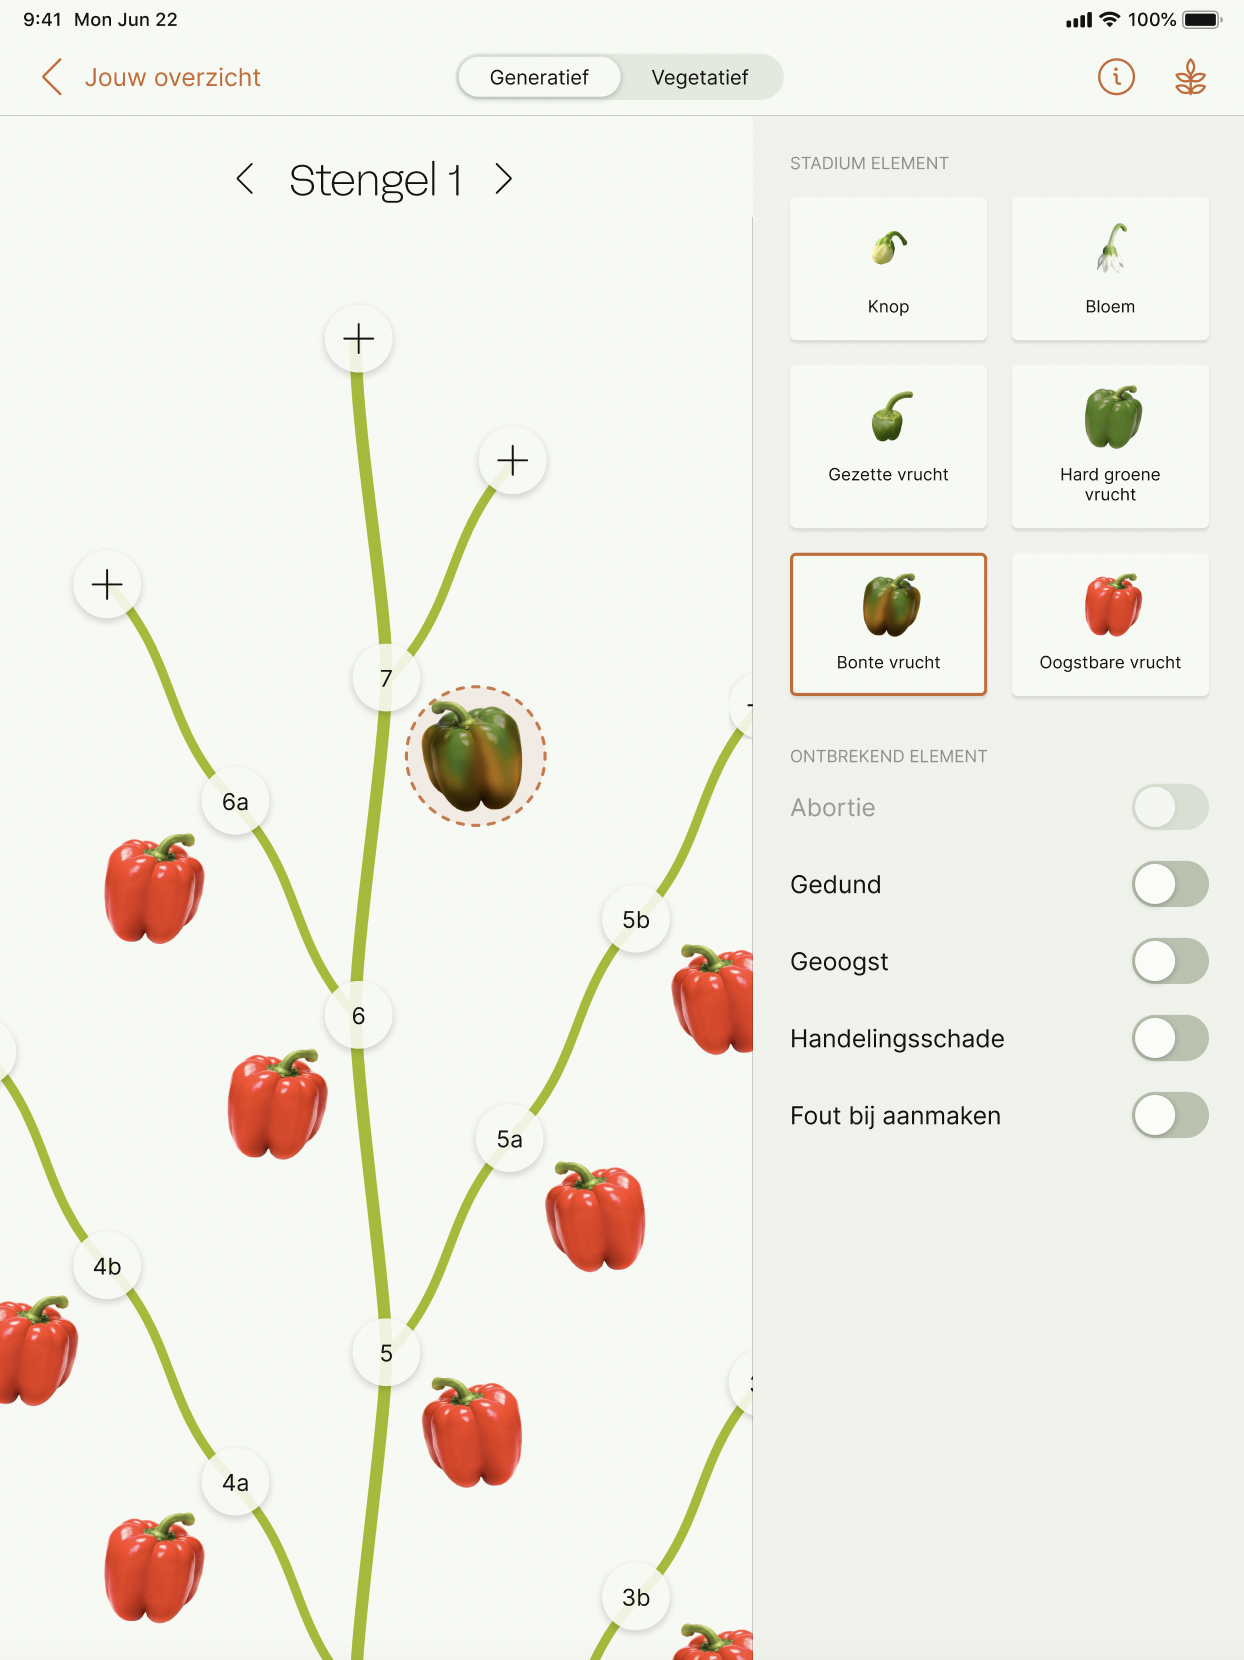 9:41 Mon Jun 22
100%
Jouw overzicht
Generatief
Vegetatief
Stengel 1
STADIUM ELEMENT
Knop
Bloem
Gezette vrucht
Hard groene
vrucht
Bonte vrucht
Oogstbare vrucht
ONTBREKEND ELEMENT
Abortie
Gedund
Geoogst
Handelingsschade
Fout bij aanmaken
7
6a
5b
6
5a
4b
5
4a
3b